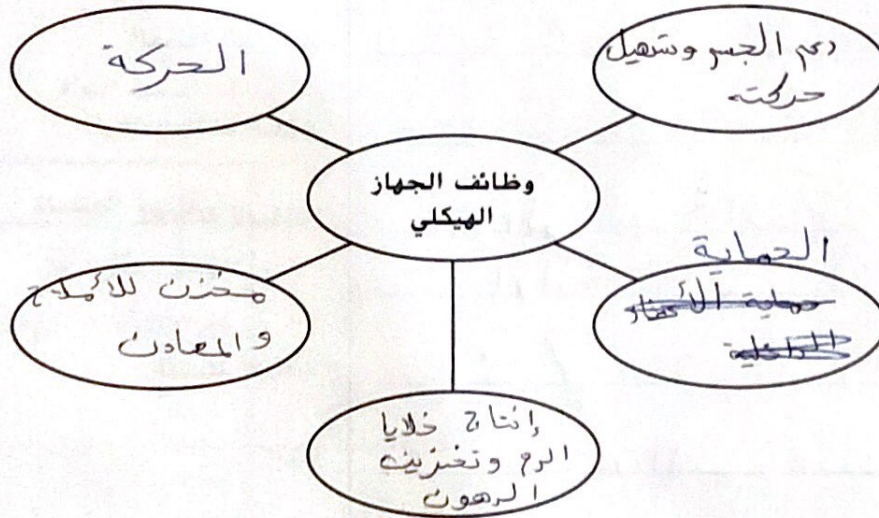 دعم الجسم وتسهيل
حركته
الحركة
وظائف الجهاز
الهيكلي
الحماية
حماية الأعضاء
الداخلية
مخزن للأملاح
والمعادن
إنتاج خلايا
الدم وتخزين
الدهون